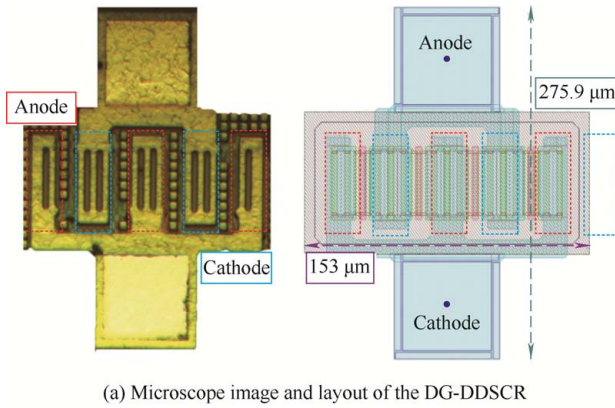 Anode
Cathode
Anode
275.9 μm
153 μm
Cathode
(a) Microscope image and layout of the DG-DDSCR